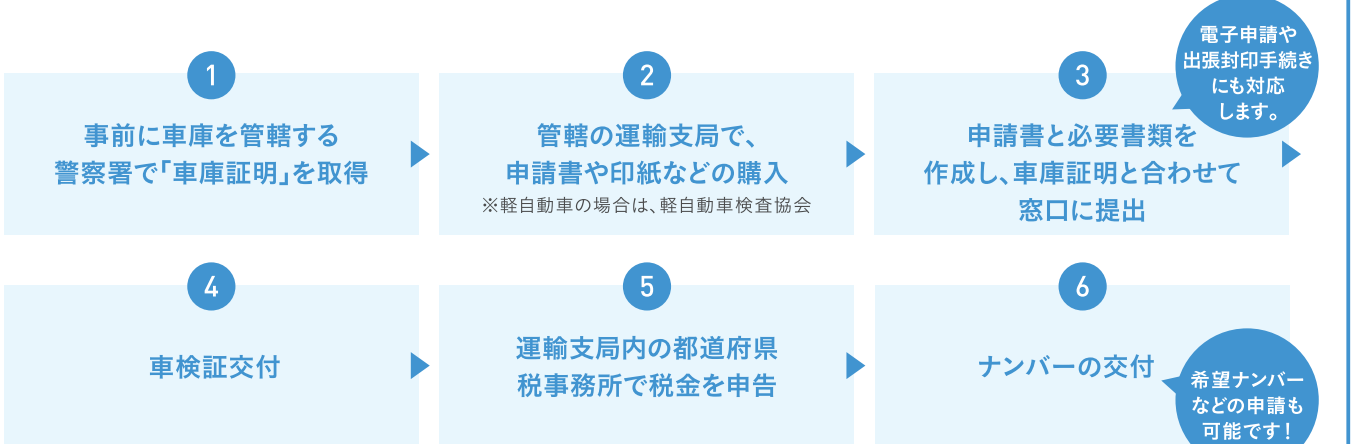 1
事前に車庫を管轄する
警察署で「車庫証明」を取得
2
管轄の運輸支局で、
申請書や印紙などの購入
※軽自動車の場合は、軽自動車検査協会
3
申請書と必要書類を
作成し、車庫証明と合わせて
窓口に提出
電子申請や
出張封印手続き
にも対応
します。
4
車検証交付
5
運輸支局内の都道府県
税事務所で税金を申告
6
ナンバーの交付
希望ナンバー
などの申請も
可能です!